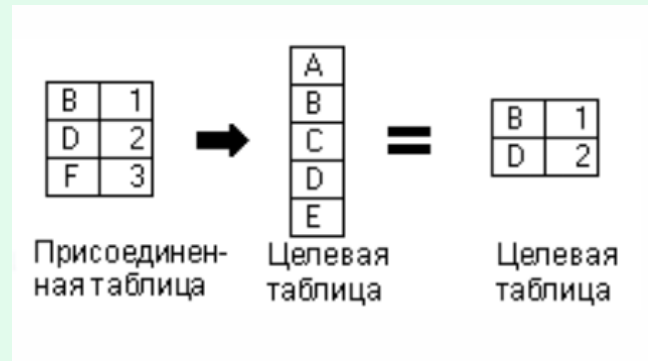 B 1
D 2
F 3
A
B
C
D
E
B 1
D 2
Присоединен-
ная таблица
Целевая
таблица
Целевая
таблица